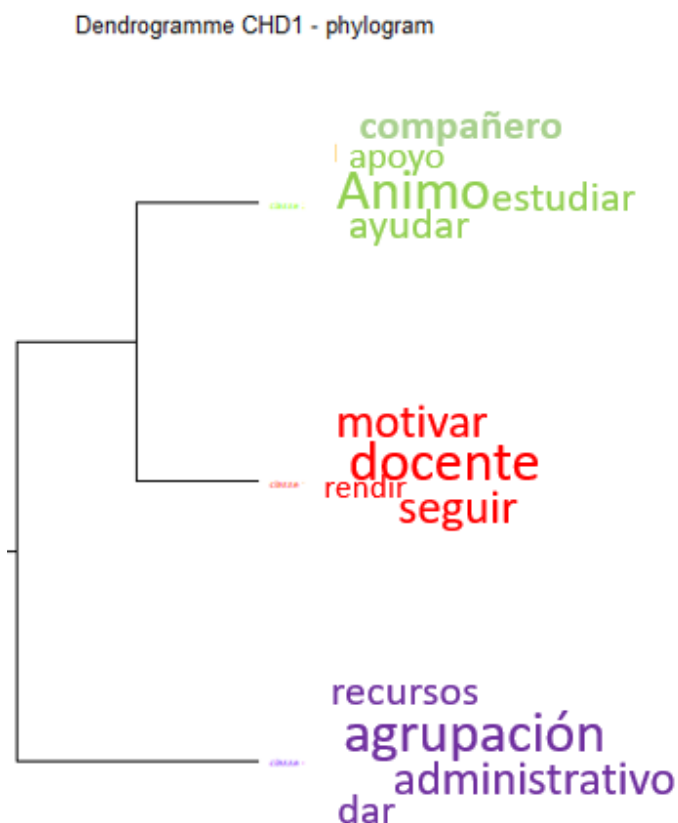 Dendrogramme CHD1 - phylogram
compañero
apoyo
Animo estudiar
ayudar
motivar
docente
rendir
seguir
recursos
agrupación
administrativo
dar